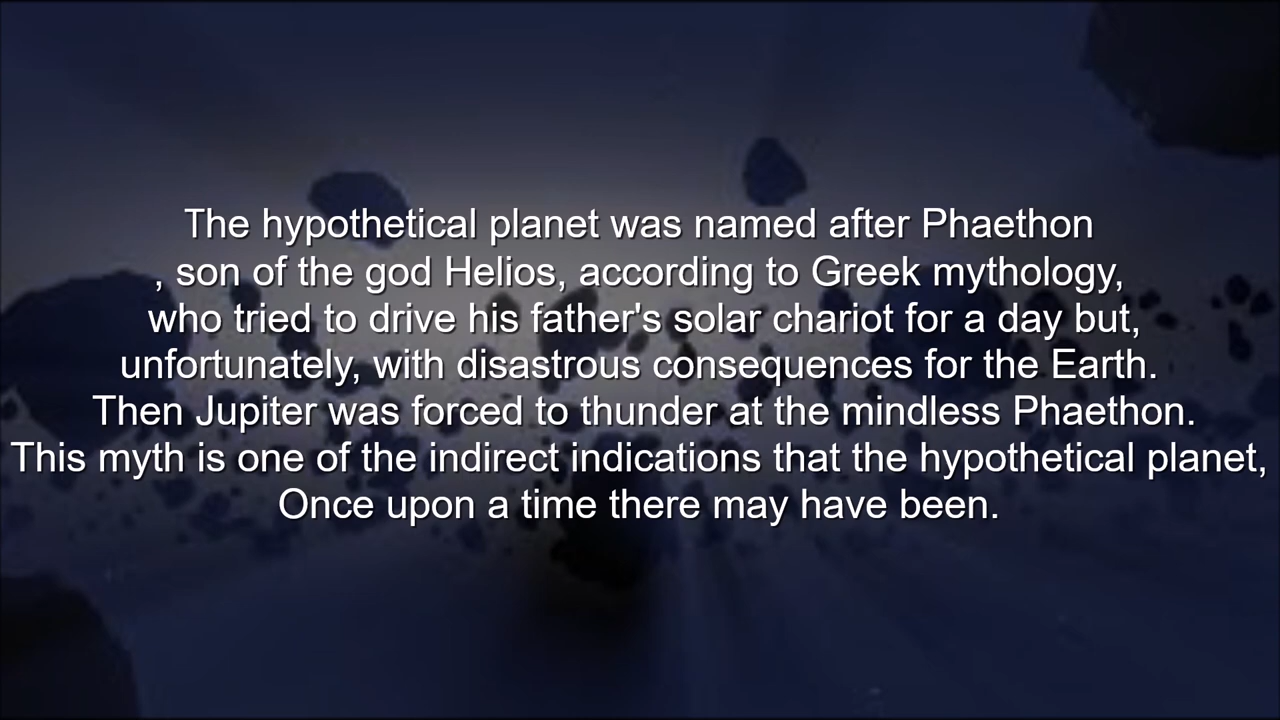 The hypothetical planet was named after Phaethon
, son of the god Helios, according to Greek mythology,
who tried to drive his father's solar chariot for a day but,
unfortunately, with disastrous consequences for the Earth.
Then Jupiter was forced to thunder at the mindless Phaethon.
This myth is one of the indirect indications that the hypothetical planet,
Once upon a time there may have been.